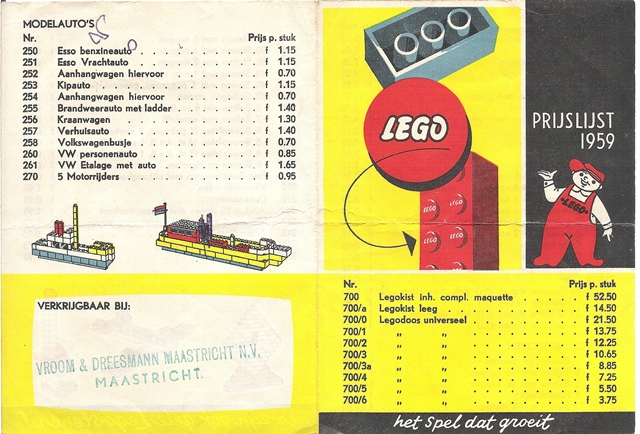 MODELAUTO'S
Nr. Prijs p. stuk
250 Esso benzineauto . . . . . . . . f 1.15
251 Esso Vrachtauto . . . . . . . . f 1.15
252 Aanhangwagen hiervoor . . . . . . f 0.70
253 Kipauto . . . . . . . . . . . f 1.15
254 Aanhangwagen hiervoor . . . . . . f 0.70
255 Brandweerauto met ladder . . . . . f 1.40
256 Kraanwagen . . . . . . . . . . f 1.30
257 Verhuisauto . . . . . . . . . . f 1.40
258 Volkswagenbusje . . . . . . . . f 0.70
260 VW personenauto . . . . . . . . f 0.85
261 VW Etalage met auto . . . . . . . f 1.65
270 5 Motorrijders . . . . . . . . . f 0.95
VERKRIJGBAAR BIJ:
VROOM & DREESMANN MAASTRICHT N.V.
MAASTRICHT.
LEGO
LEGO LEGO
LEGO LEGO
LEGO LEGO
PRIJSLIJST
1959
"LEGO"
Nr. Prijs p. stuk
700 Legokist inh. compl. maquette . . . . . f 52.50
700/a Legokist leeg . . . . . . . . . . f 14.50
700/0 Legodoos universeel . . . . . . . . f 21.50
700/1 „ „ . . . . . . . . f 13.75
700/2 „ „ . . . . . . . . f 12.25
700/3 „ „ . . . . . . . . f 10.65
700/3a „ „ . . . . . . . . f 8.85
700/4 „ „ . . . . . . . . f 7.25
700/5 „ „ . . . . . . . . f 5.50
700/6 „ „ . . . . . . . . f 3.75
het spel dat groeit